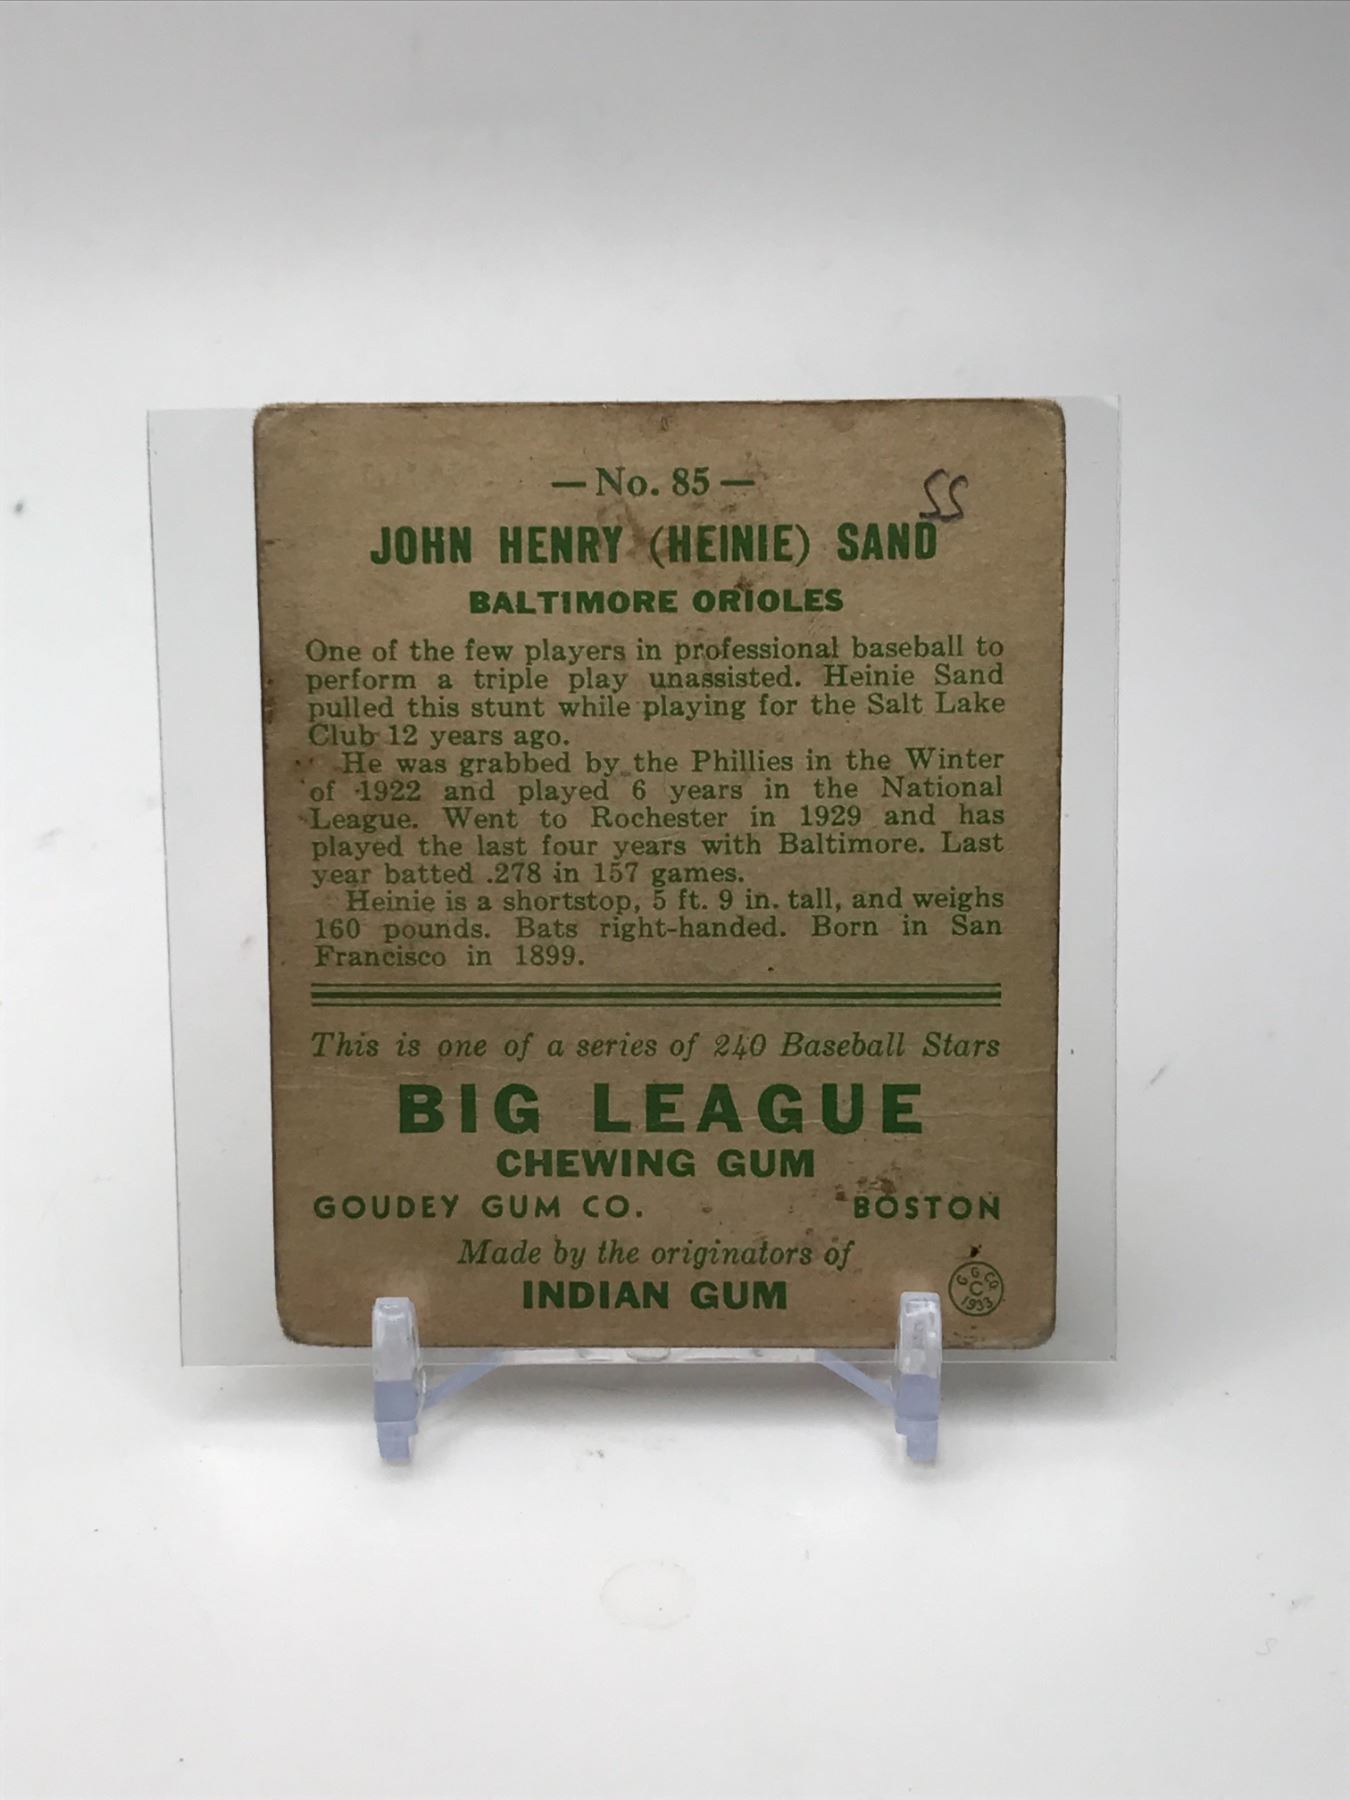 — No. 85 —
SS
JOHN HENRY (HEINIE) SAND
BALTIMORE ORIOLES
One of the few players in professional baseball to
perform a triple play unassisted. Heinie Sand
pulled this stunt while playing for the Salt Lake
Club 12 years ago.
He was grabbed by the Phillies in the Winter
of 1922 and played 6 years in the National
League. Went to Rochester in 1929 and has
played the last four years with Baltimore. Last
year batted .278 in 157 games.
Heinie is a shortstop, 5 ft. 9 in. tall, and weighs
160 pounds. Bats right-handed. Born in San
Francisco in 1899.
This is one of a series of 240 Baseball Stars
BIG LEAGUE
CHEWING GUM
GOUDEY GUM CO. BOSTON
Made by the originators of
INDIAN GUM
G. G. CO.
C
1933